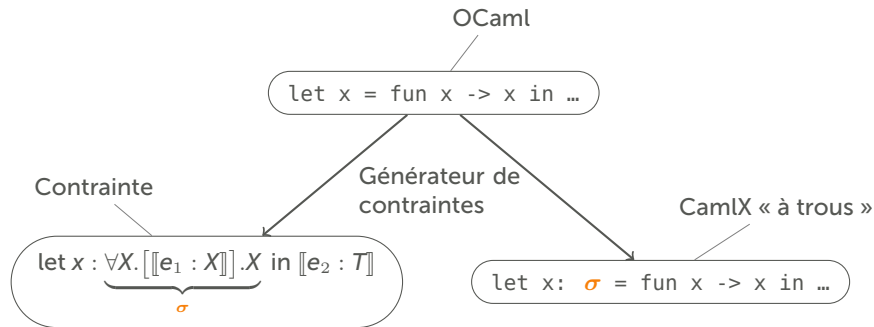 OCaml
let x = fun x -> x in …
Contrainte
Générateur de
contraintes
CamlX « à trous »
let x : ∀X.[⟦e₁ : X⟧].X in ⟦e₂ : T⟧
σ
let x: σ = fun x -> x in …